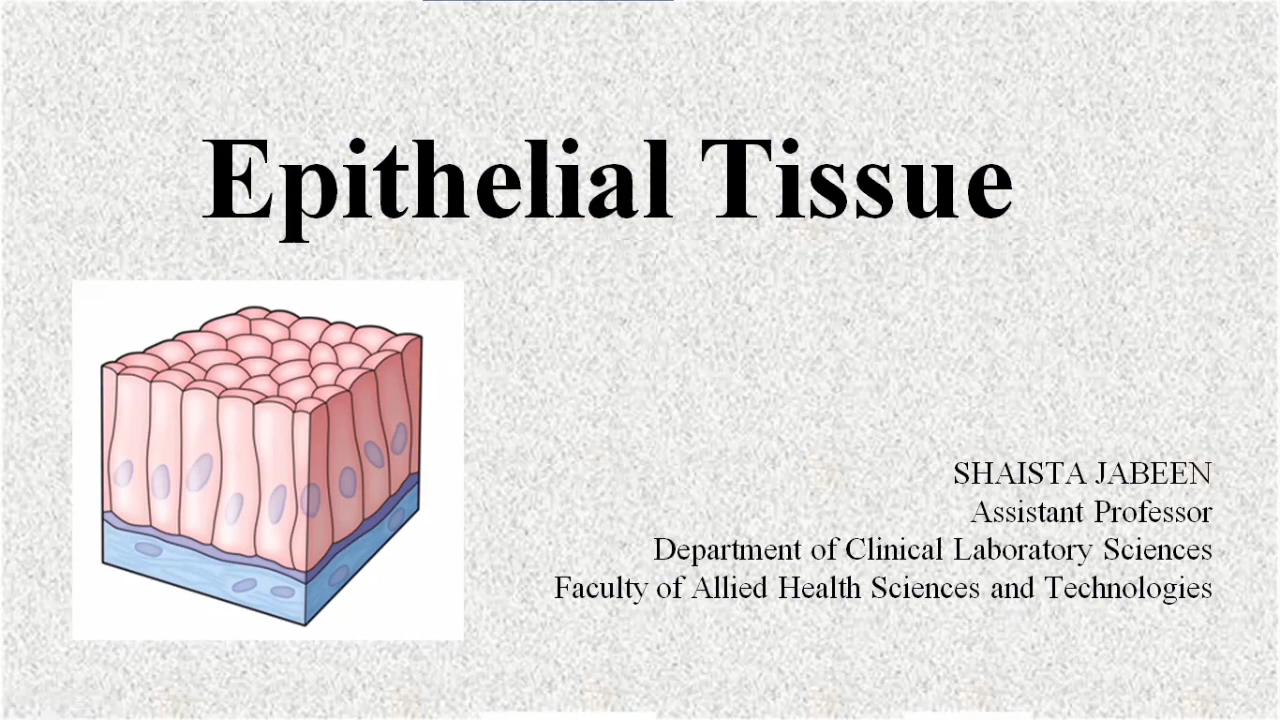 Epithelial Tissue
SHAISTA JABEEN
Assistant Professor
Department of Clinical Laboratory Sciences
Faculty of Allied Health Sciences and Technologies